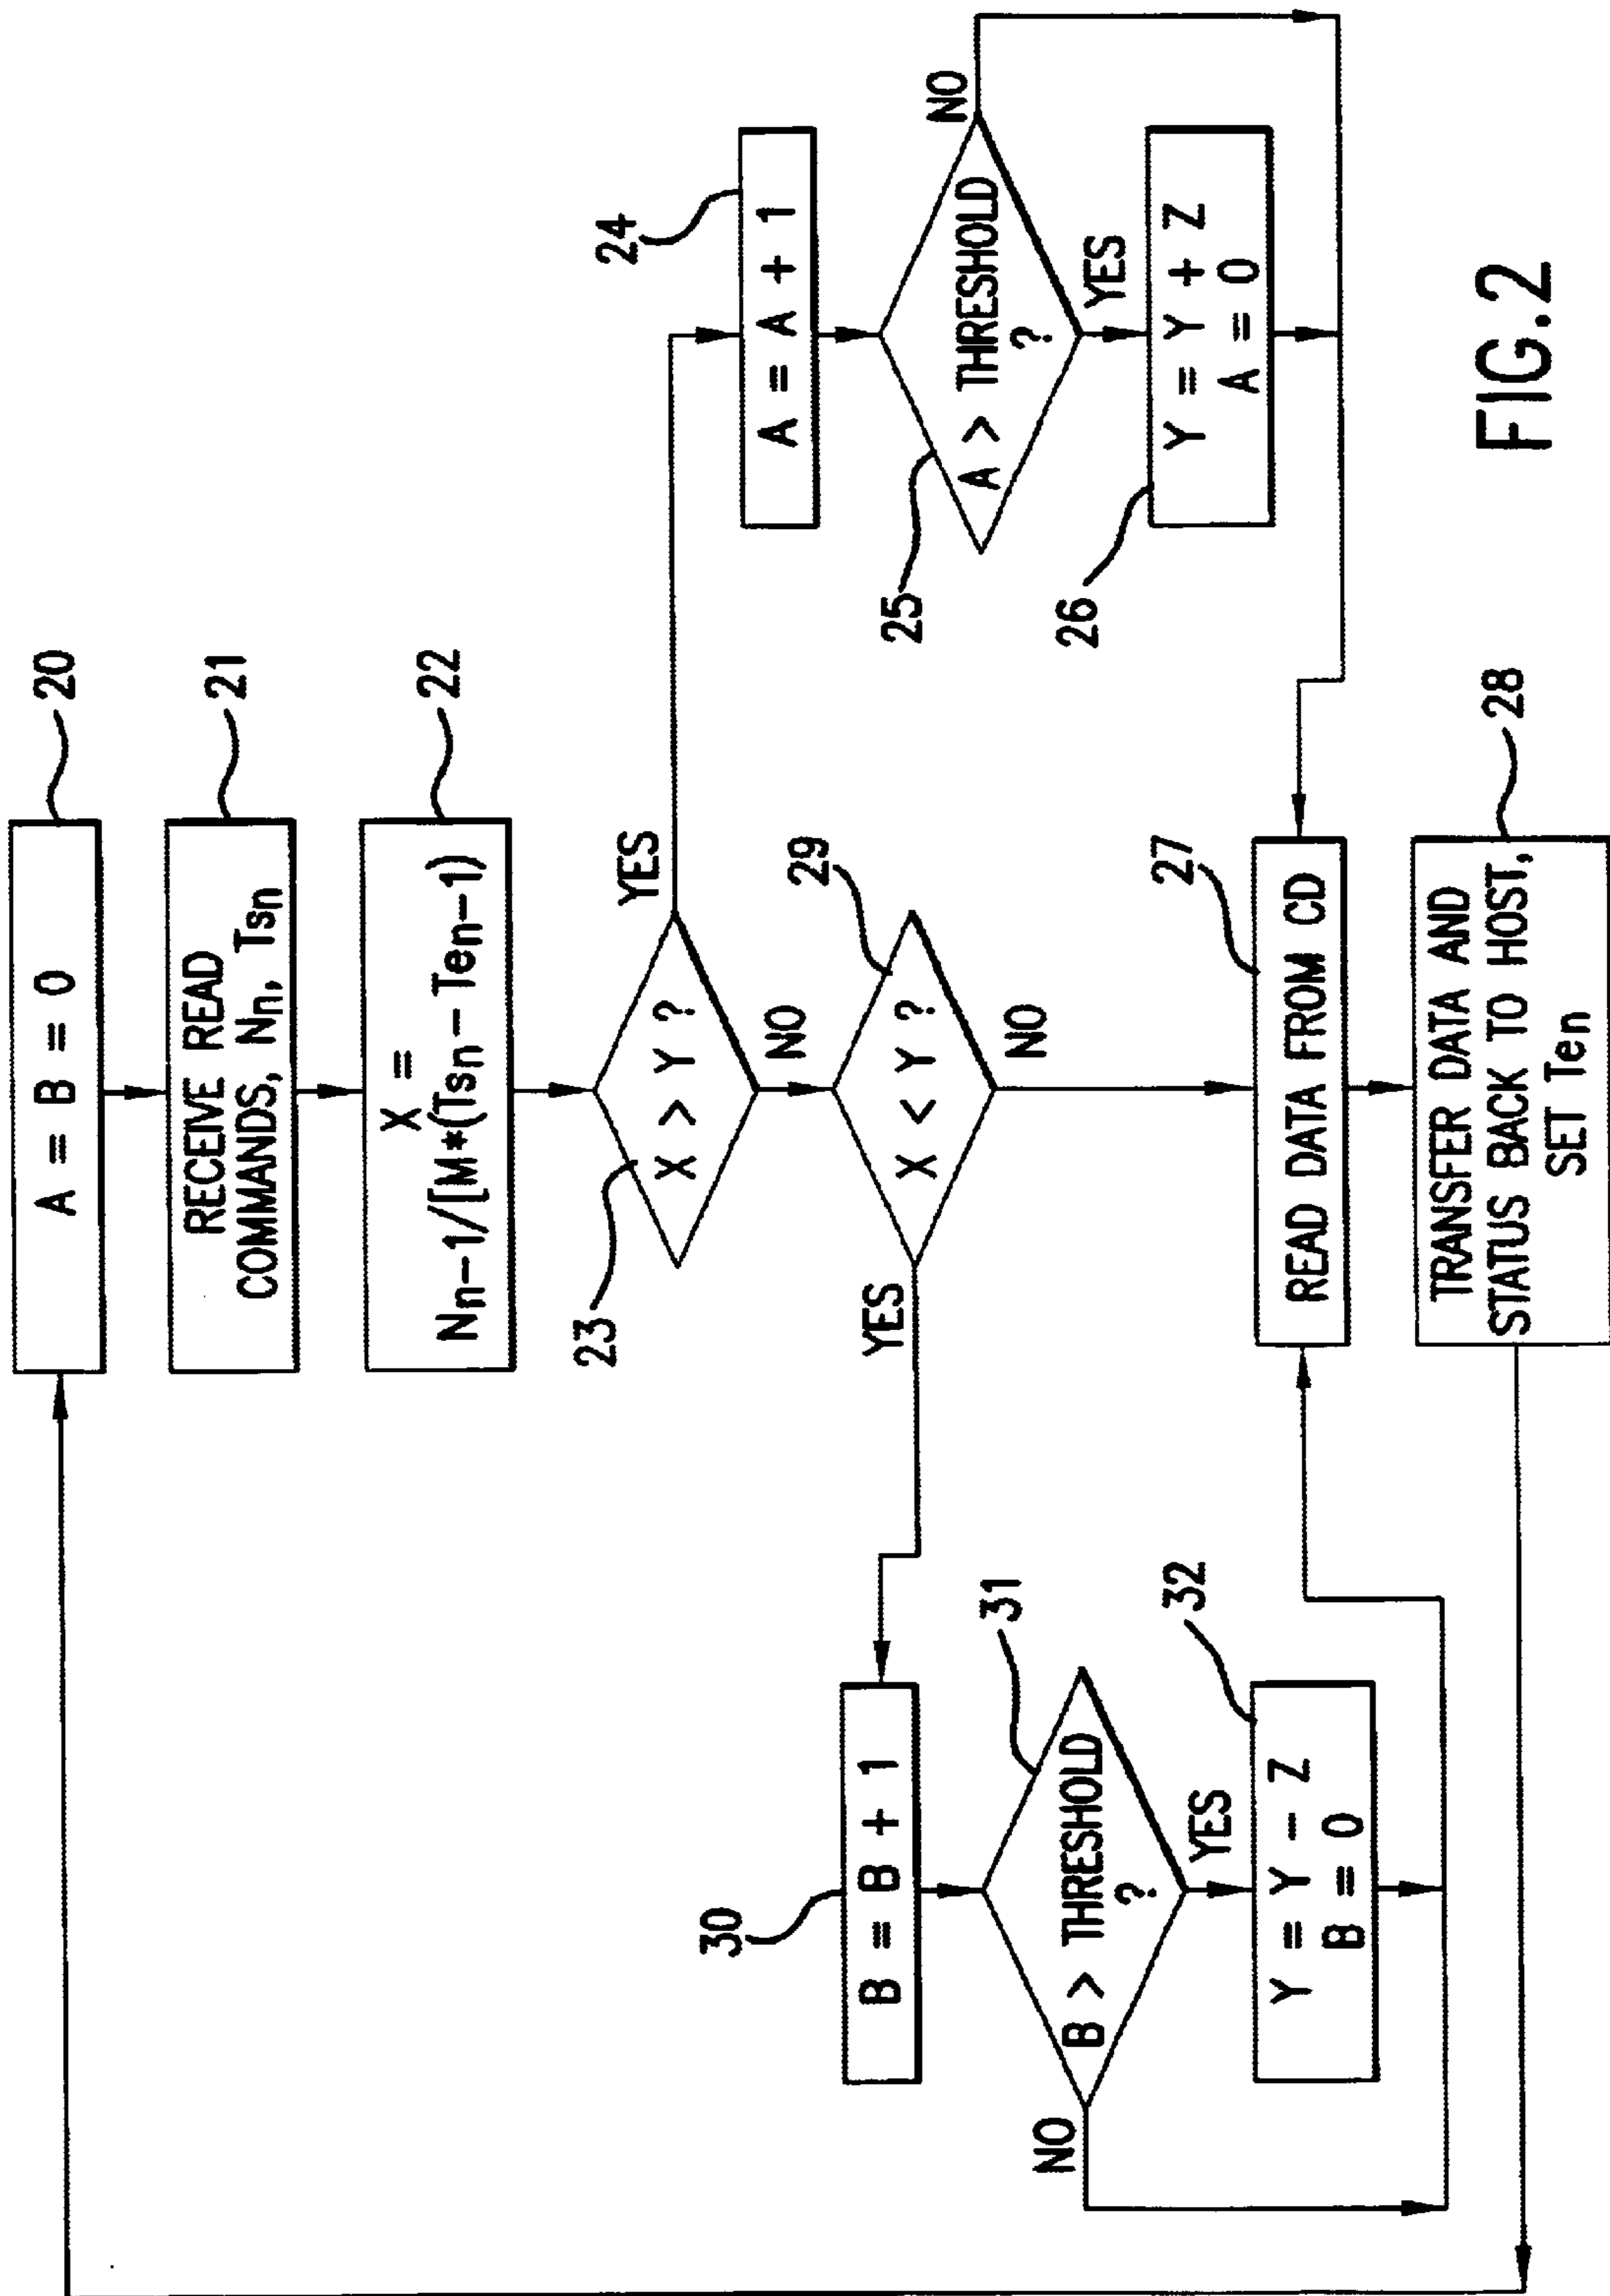 20
A = B = 0
21
RECEIVE READ
COMMANDS, Nn, Tsn
22
X =
Nn-1/[M*(Tsn-Ten-1)
23
X > Y ?
YES
NO
24
A = A + 1
25
A > THRESHOLD
?
NO
YES
26
Y = Y + Z
A = 0
29
X < Y ?
YES
NO
30
B = B + 1
31
B > THRESHOLD
?
NO
YES
32
Y = Y - Z
B = 0
27
READ DATA FROM CD
28
TRANSFER DATA AND
STATUS BACK TO HOST,
SET Ten
FIG.2